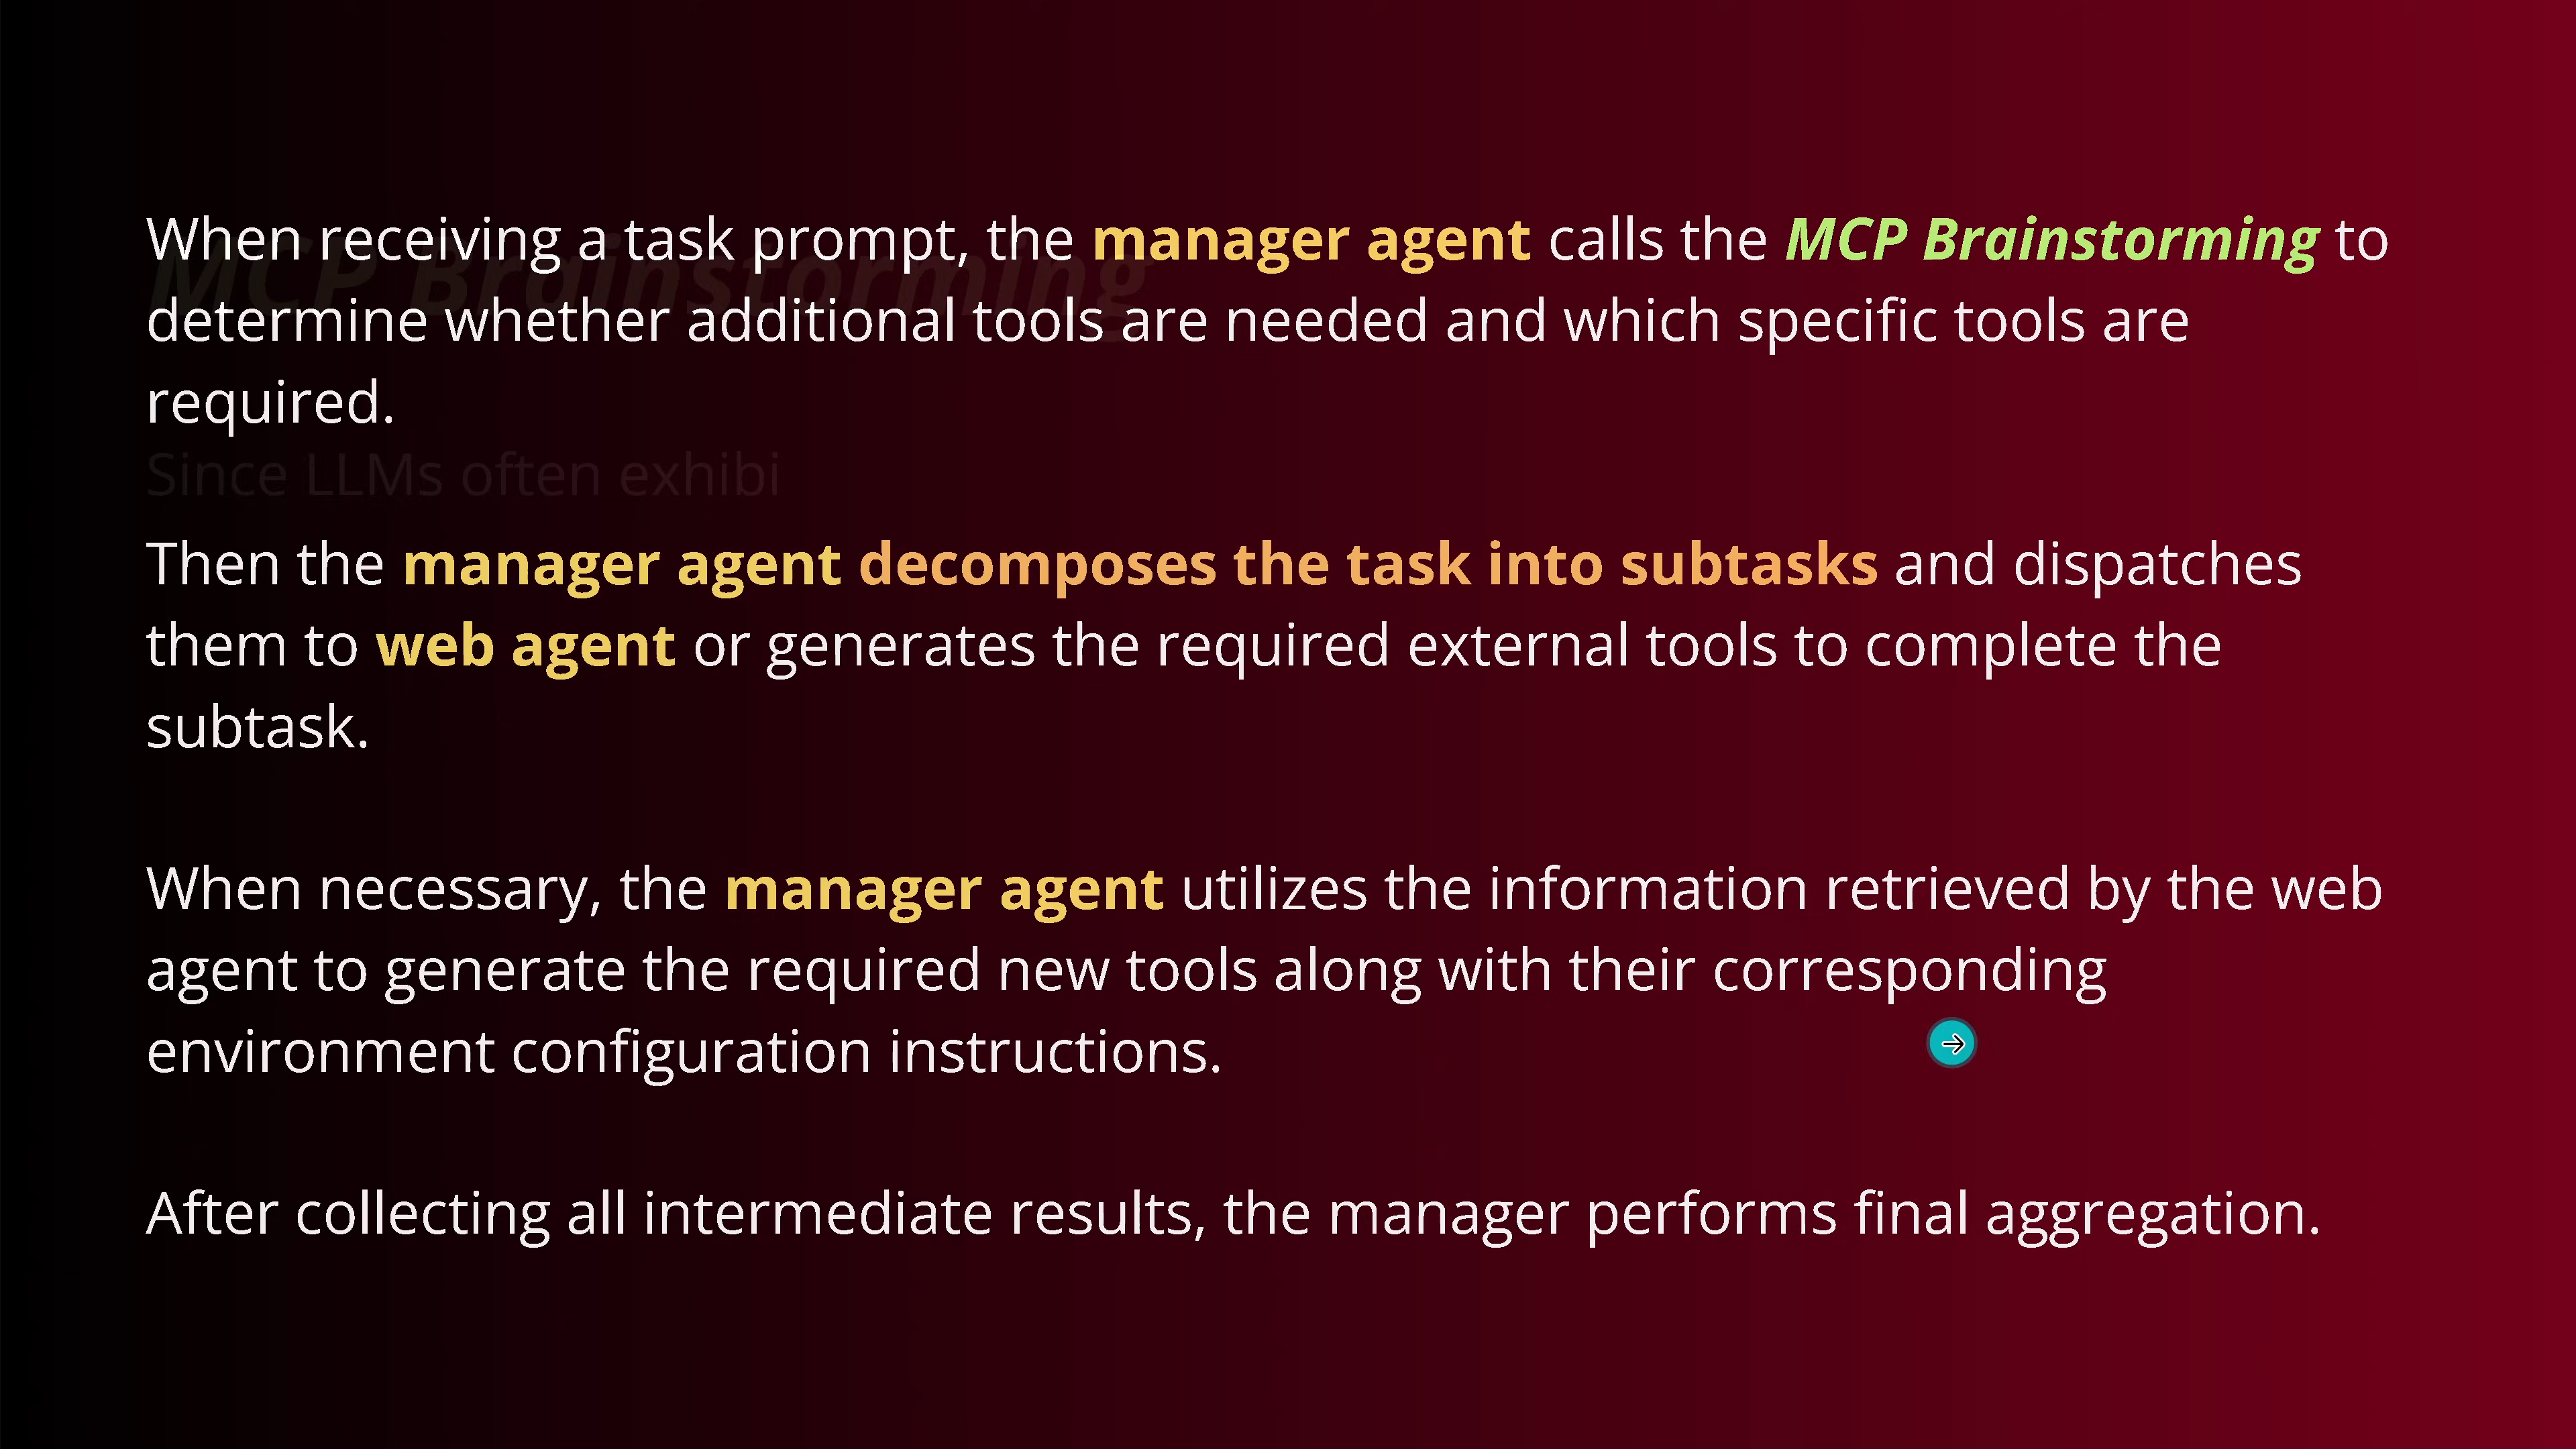 When receiving a task prompt, the manager agent calls the MCP Brainstorming to
MCP Brainstorming
determine whether additional tools are needed and which specific tools are
required.
Since LLMs often exhibi
Then the manager agent decomposes the task into subtasks and dispatches
them to web agent or generates the required external tools to complete the
subtask.
When necessary, the manager agent utilizes the information retrieved by the web
agent to generate the required new tools along with their corresponding
environment configuration instructions.
After collecting all intermediate results, the manager performs final aggregation.